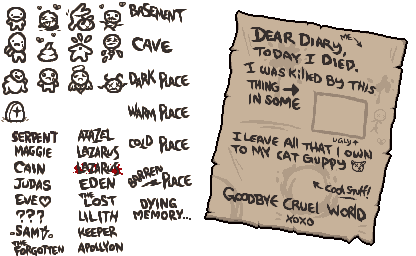 BASEMENT
CAVE
DARK PLACE
WARM PLACE
COLD PLACE
BARREN PLACE
DYING
MEMORY...
SERPENT
MAGGIE
CAIN
JUDAS
EVE♡
???
SAMY
THE FORGOTTEN
AZAZEL
LAZARUS
LAZARUS
EDEN
THE LOST
LILITH
KEEPER
APOLLYON
DEAR DIARY,
ME
TODAY I DIED.
I WAS KILLED BY THIS
THING →
IN SOME
UGLY↑
I LEAVE ALL THAT I OWN
TO MY CAT GUPPY
COOL STUFF!
GOODBYE CRUEL WORLD
XOXO